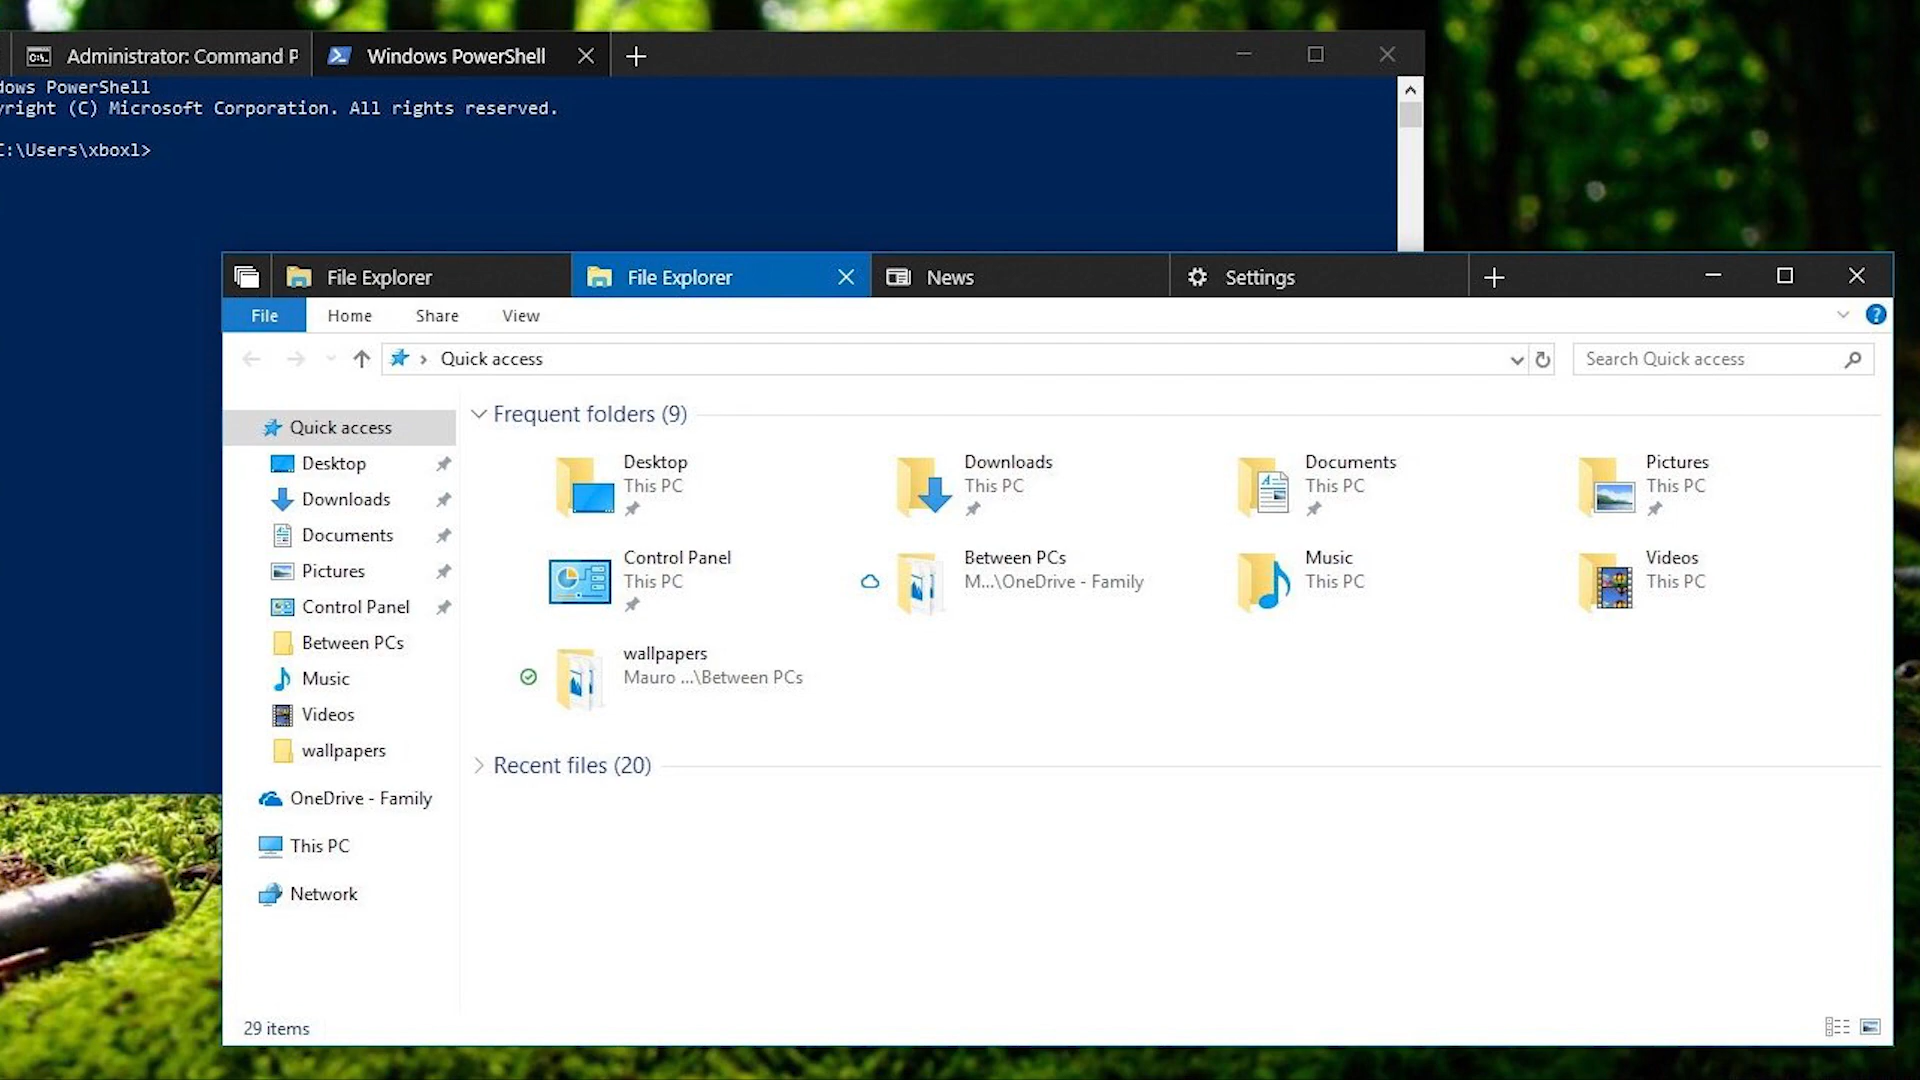 Administrator: Command P
Windows PowerShell
dows PowerShell
yright (C) Microsoft Corporation. All rights reserved.
C:\Users\xboxl>
File Explorer
File Explorer
News
Settings
File
Home
Share
View
Quick access
Search Quick access
Quick access
Desktop
Downloads
Documents
Pictures
Control Panel
Between PCs
Music
Videos
wallpapers
OneDrive - Family
This PC
Network
Frequent folders (9)
Desktop
This PC
Downloads
This PC
Documents
This PC
Pictures
This PC
Control Panel
This PC
Between PCs
M...\OneDrive - Family
Music
This PC
Videos
This PC
wallpapers
Mauro ...\Between PCs
Recent files (20)
29 items